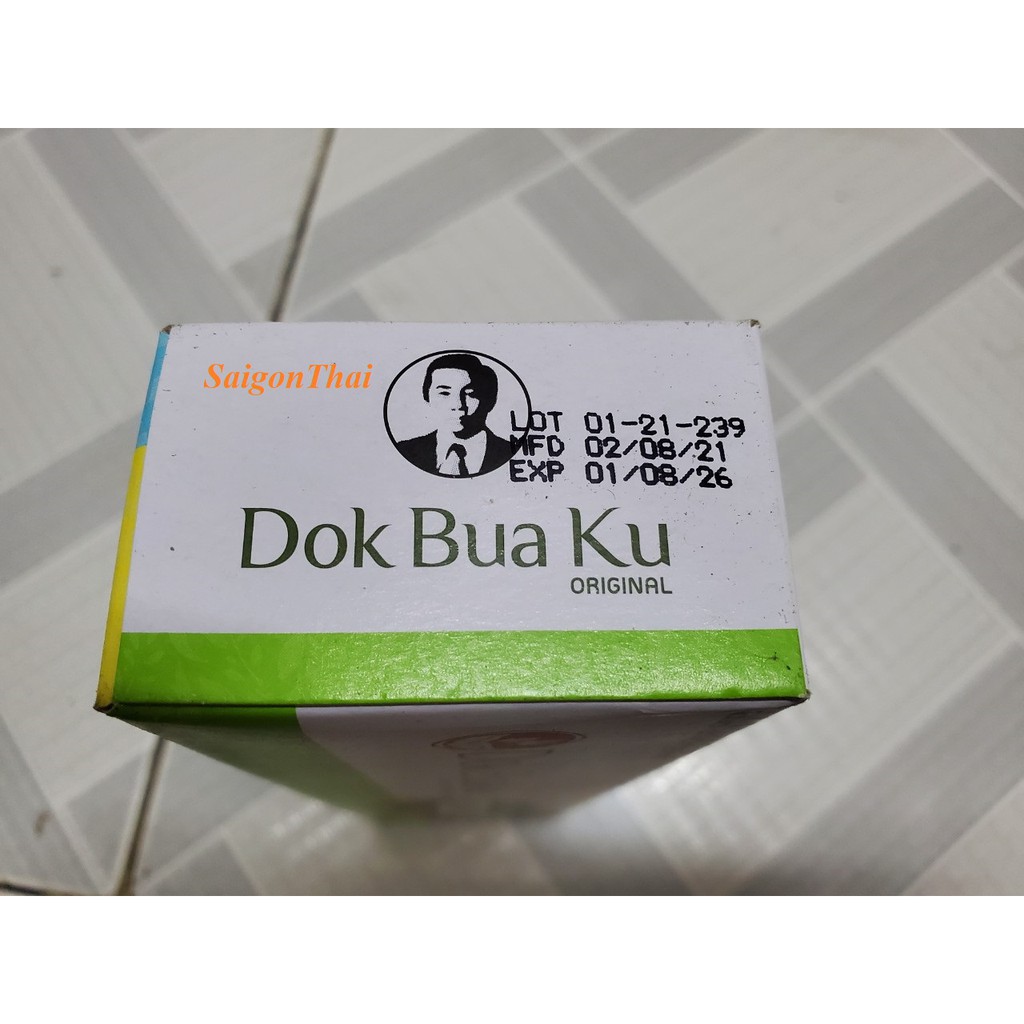 SaigonThai
LOT 01-21-239
MFD 02/08/21
EXP 01/08/26
Dok Bua Ku
ORIGINAL